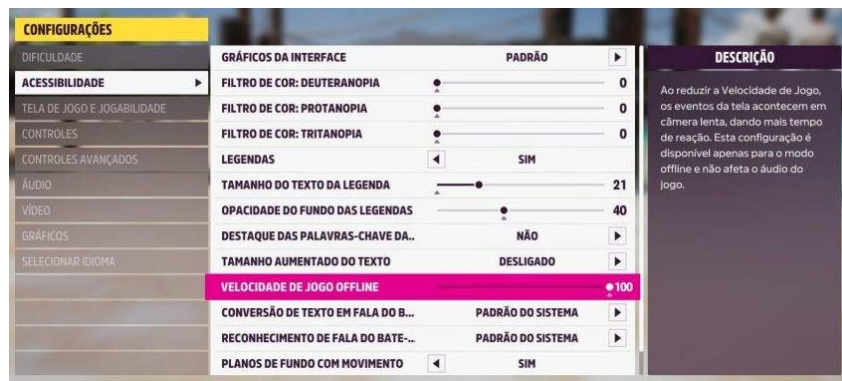 CONFIGURAÇÕES
DIFICULDADE
ACESSIBILIDADE
TELA DE JOGO E JOGABILIDADE
CONTROLES
CONTROLES AVANÇADOS
ÁUDIO
VÍDEO
GRÁFICOS
SELECIONAR IDIOMA
GRÁFICOS DA INTERFACE PADRÃO
FILTRO DE COR: DEUTERANOPIA 0
FILTRO DE COR: PROTANOPIA 0
FILTRO DE COR: TRITANOPIA 0
LEGENDAS SIM
TAMANHO DO TEXTO DA LEGENDA 21
OPACIDADE DO FUNDO DAS LEGENDAS 40
DESTAQUE DAS PALAVRAS-CHAVE DA.. NÃO
TAMANHO AUMENTADO DO TEXTO DESLIGADO
VELOCIDADE DE JOGO OFFLINE 100
CONVERSÃO DE TEXTO EM FALA DO B... PADRÃO DO SISTEMA
RECONHECIMENTO DE FALA DO BATE-... PADRÃO DO SISTEMA
PLANOS DE FUNDO COM MOVIMENTO SIM
DESCRIÇÃO
Ao reduzir a Velocidade de Jogo,
os eventos da tela acontecem em
câmera lenta, dando mais tempo
de reação. Esta configuração é
disponível apenas para o modo
offline e não afeta o áudio do
jogo.